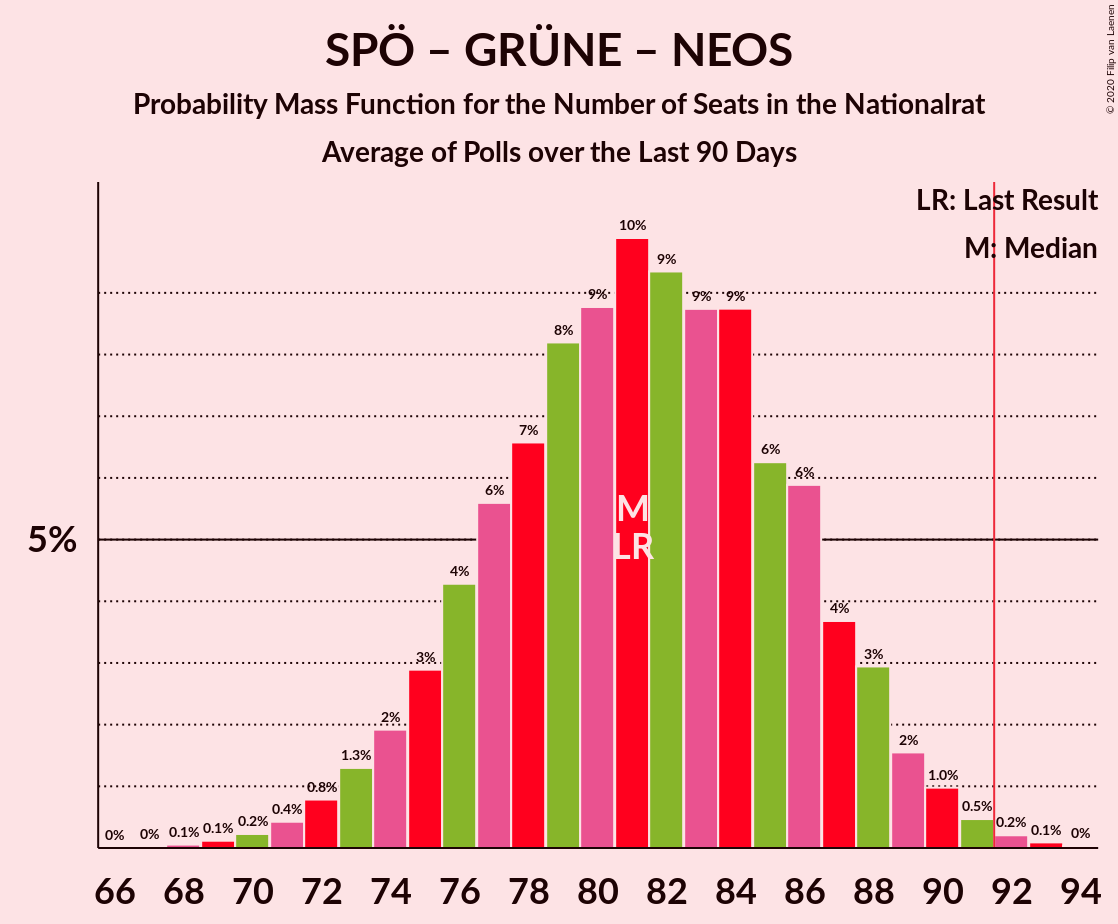 SPÖ – GRÜNE – NEOS
Probability Mass Function for the Number of Seats in the Nationalrat
Average of Polls over the Last 90 Days
© 2020 Filip van Laenen
LR: Last Result
M: Median
5%
0% 0% 0.1% 0.1% 0.2% 0.4% 0.8% 1.3% 2% 3% 4% 6% 7% 8% 9% 10% 9% 9% 9% 6% 6% 4% 3% 2% 1.0% 0.5% 0.2% 0.1% 0%
M
LR
66 68 70 72 74 76 78 80 82 84 86 88 90 92 94